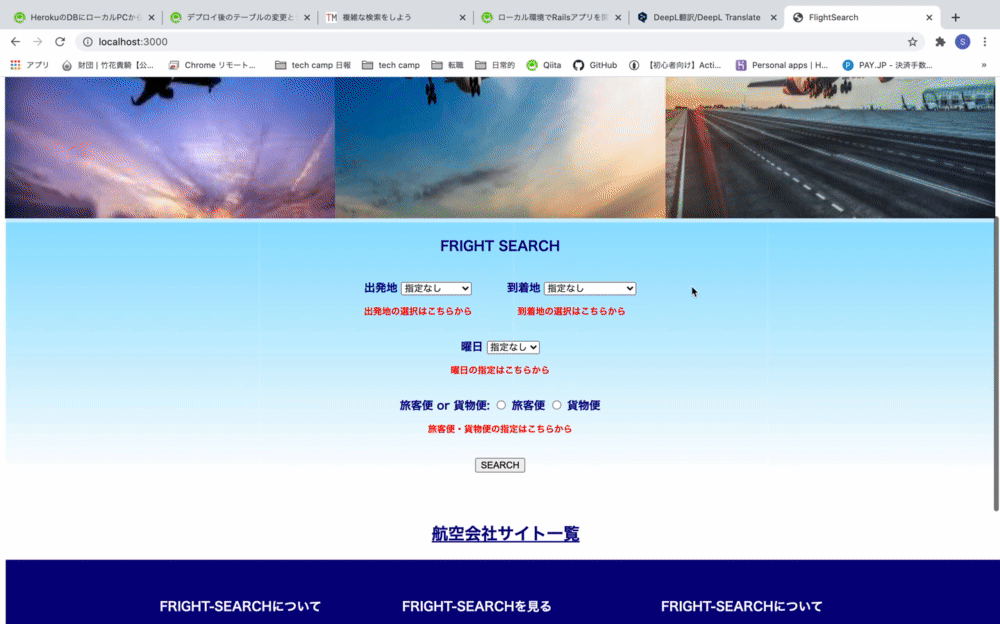 HerokuのDBにローカルPCから
デプロイ後のテーブルの変更と
TM 複雑な検索をしよう
ローカル環境でRailsアプリを開
DeepL翻訳/DeepL Translate
FlightSearch
localhost:3000
S
アプリ
財団 | 竹花貴騎【公...
Chrome リモート...
tech camp 日報
tech camp
転職
日常的
Qiita
GitHub
【初心者向け】Acti...
Personal apps | H...
PAY.JP - 決済手数...
»
FRIGHT SEARCH
出発地 指定なし 到着地 指定なし
出発地の選択はこちらから 到着地の選択はこちらから
曜日 指定なし
曜日の指定はこちらから
旅客便 or 貨物便: 旅客便 貨物便
旅客便・貨物便の指定はこちらから
SEARCH
航空会社サイト一覧
FRIGHT-SEARCHについて FRIGHT-SEARCHを見る FRIGHT-SEARCHについて